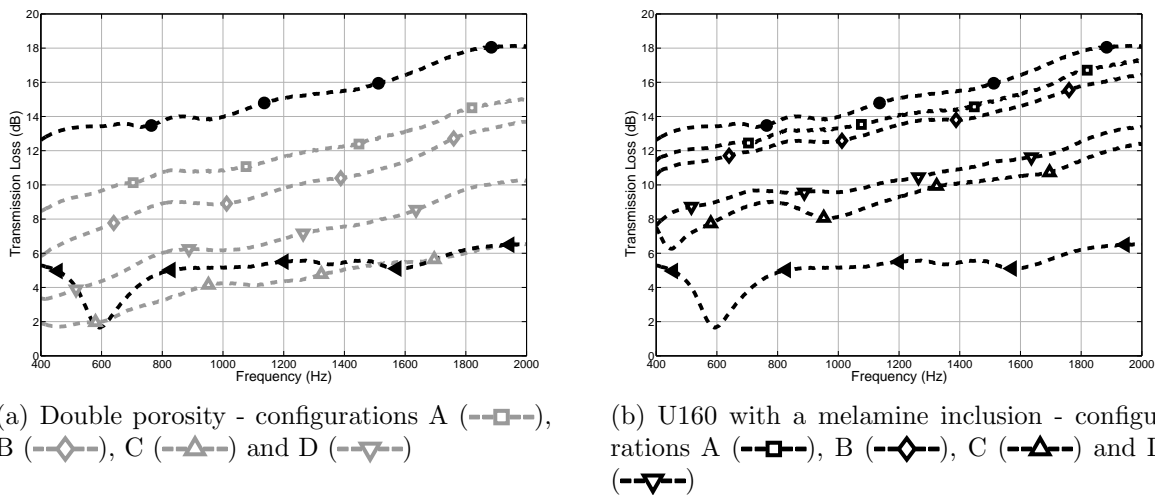 20
18
16
14
12
10
8
6
4
2
0
400 600 800 1000 1200 1400 1600 1800 2000
Transmission Loss (dB)
Frequency (Hz)
a) Double porosity - configurations A ( ),
B ( ), C ( ) and D ( )
20
18
16
14
12
10
8
6
4
2
0
400 600 800 1000 1200 1400 1600 1800 2000
Transmission Loss (dB)
Frequency (Hz)
(b) U160 with a melamine inclusion - configu
rations A ( ), B ( ), C ( ) and D
( )